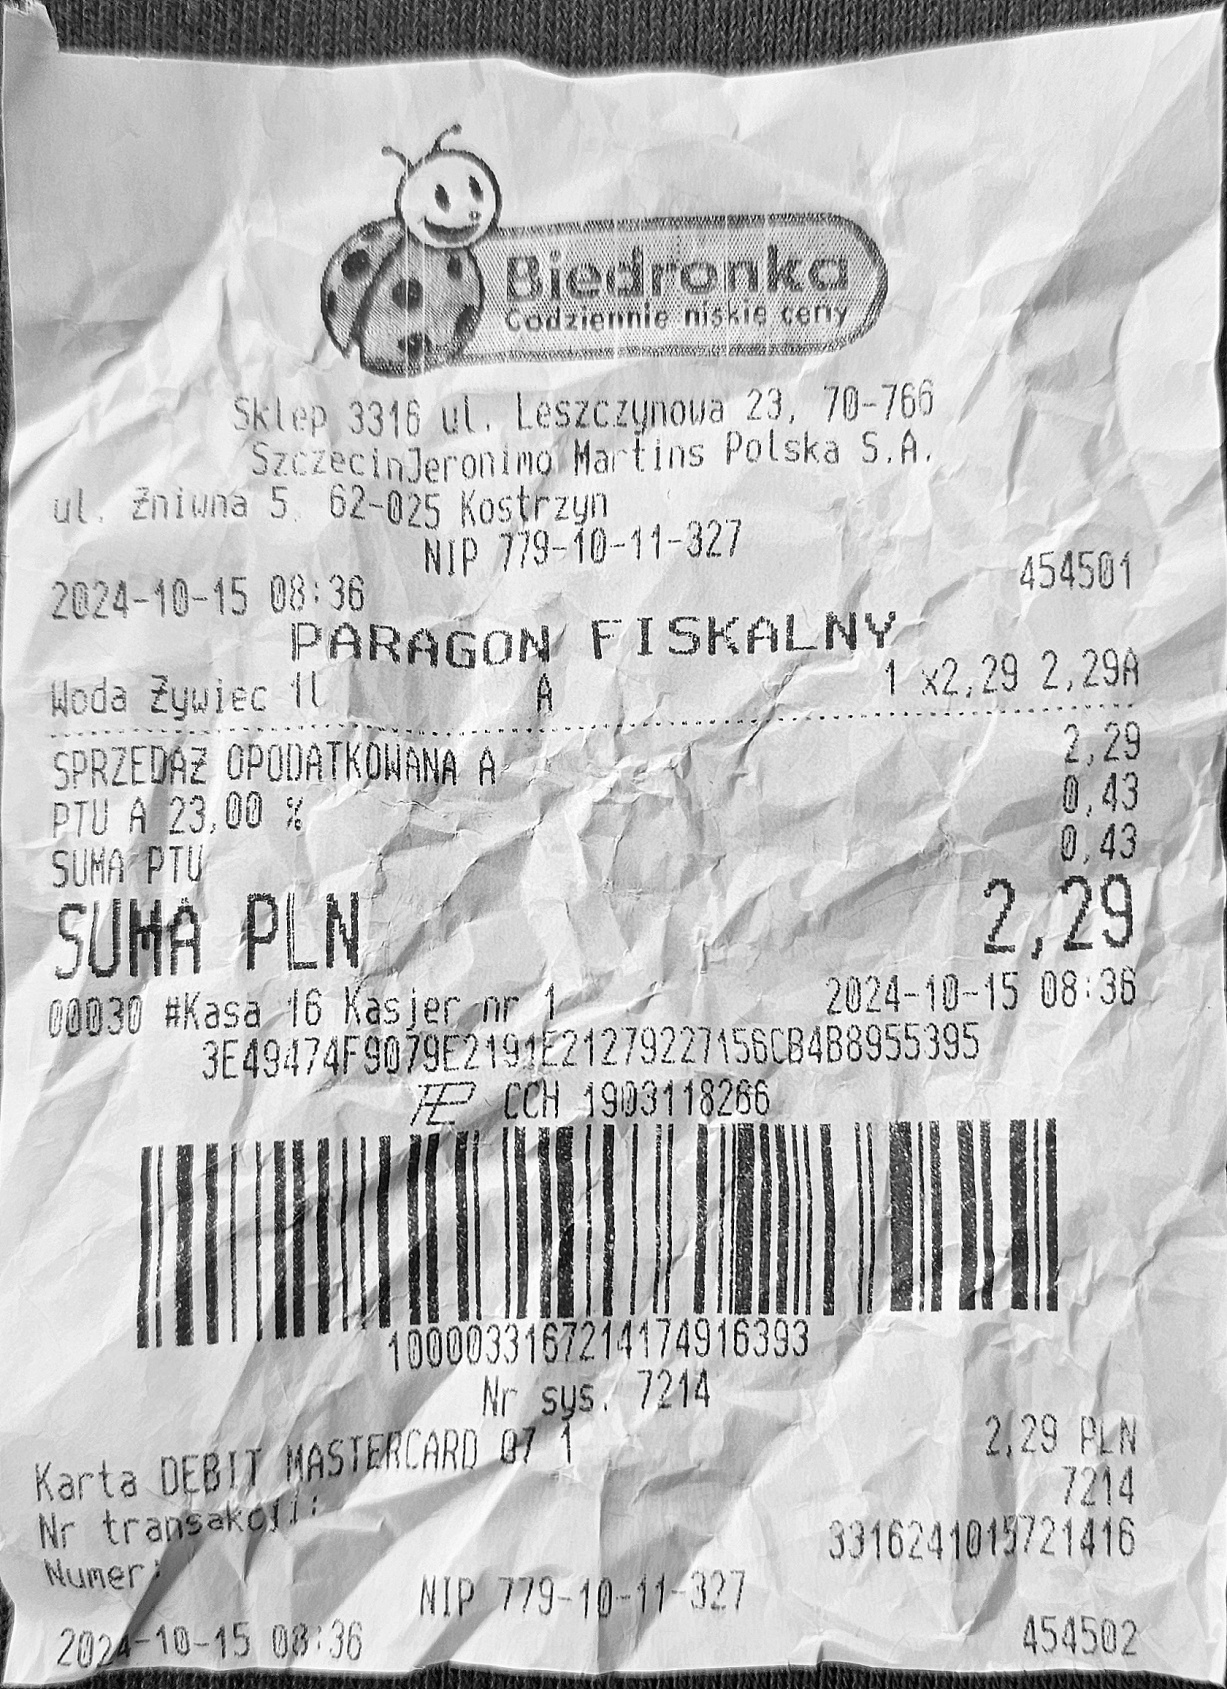 Biedronka
Codziennie niskie ceny
Sklep 3316 ul. Leszczynowa 23, 70-766
SzczecinJeronimo Martins Polska S.A.
ul. Żniwna 5, 62-025 Kostrzyn
NIP 779-10-11-327
2024-10-15 08:36 454501
PARAGON FISKALNY
Woda Żywiec 1l A 1 x2,29 2,29A
SPRZEDAŻ OPODATKOWANA A 2,29
PTU A 23,00 % 0,43
SUMA PTU 0,43
SUMA PLN 2,29
00030 #Kasa 16 Kasjer nr 1 2024-10-15 08:36
3E49474F9079E2191E21279227156CB4B8955395
CCH 1903118266
1000033167214174916393
Nr sys. 7214
Karta DEBIT MASTERCARD 07 1 2,29 PLN
Nr transakcji: 7214
Numer: 3316241015721416
NIP 779-10-11-327
2024-10-15 08:36 454502